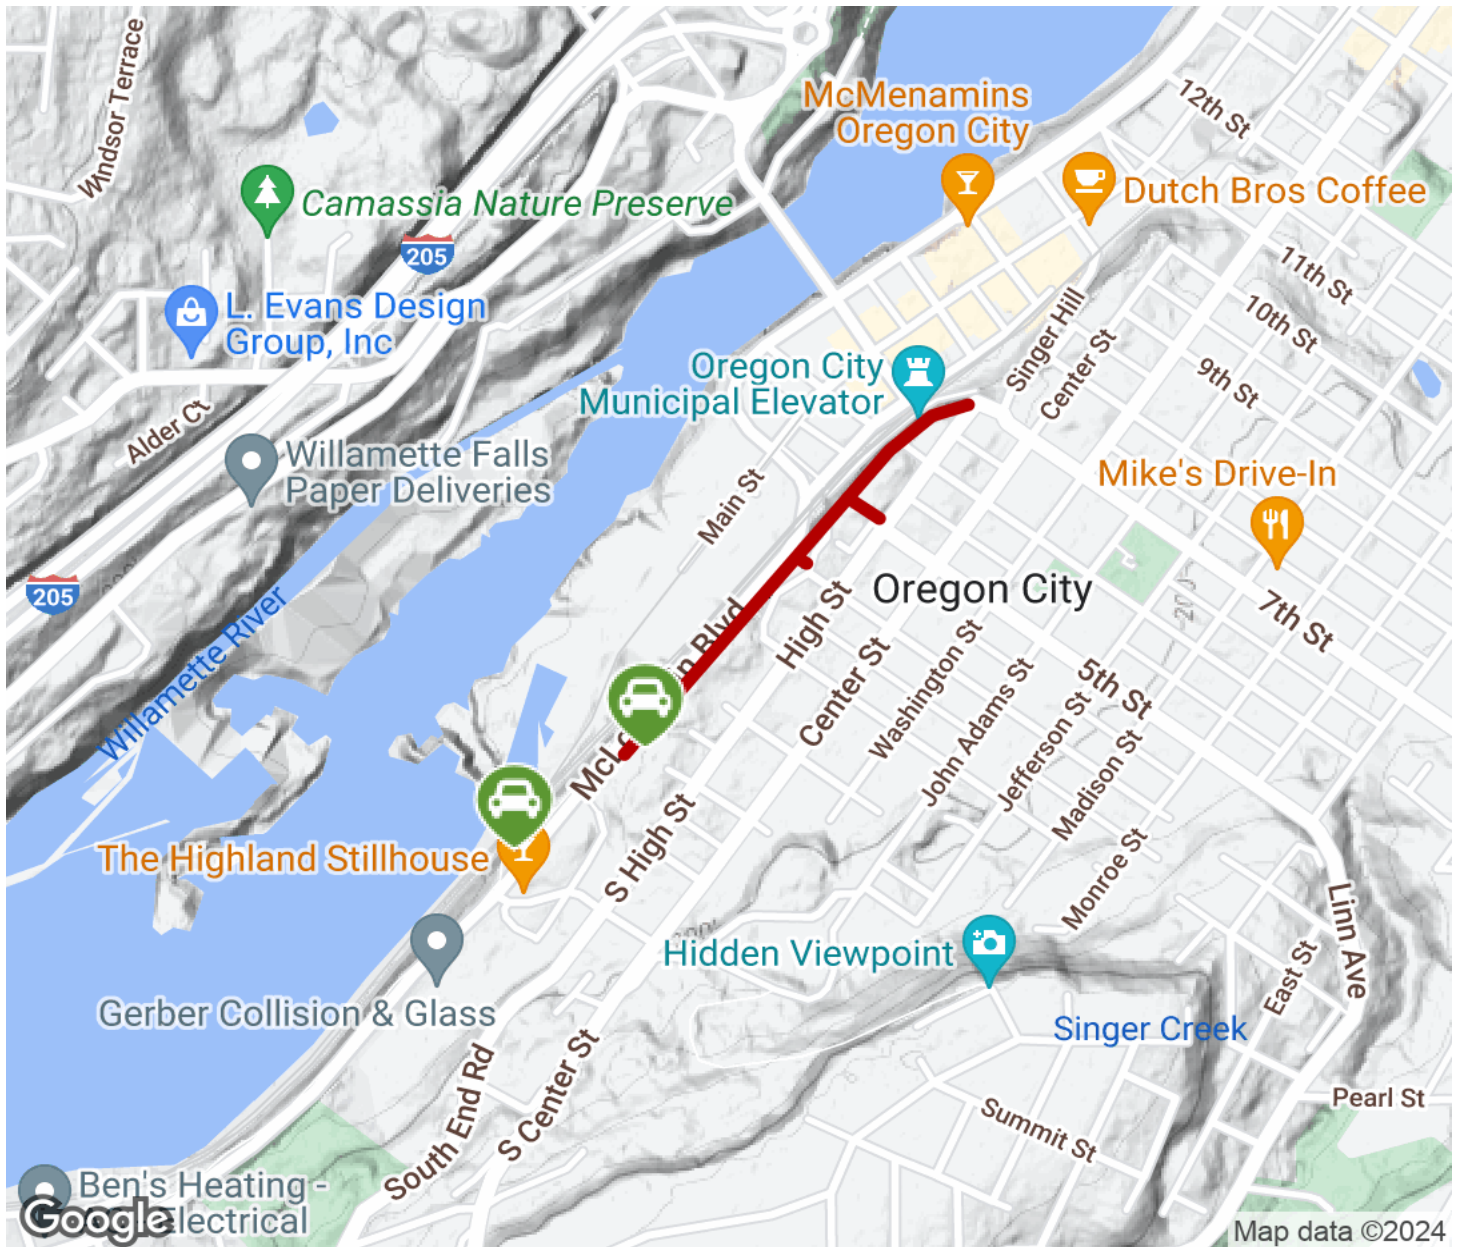 Windsor Terrace
McMenamins
Oregon City
12th St
Dutch Bros Coffee
Camassia Nature Preserve
205
11th St
L. Evans Design
Group, Inc
10th St
Singer Hill
Center St
9th St
Oregon City
Municipal Elevator
Alder Ct
Willamette Falls
Paper Deliveries
Main St
Mike's Drive-In
205
Oregon City
7th St
Willamette River
High St
Center St
Washington St
5th St
John Adams St
Jefferson St
Madison St
Monroe St
The Highland Stillhouse
S High St
Linn Ave
Hidden Viewpoint
East St
Gerber Collision & Glass
Singer Creek
South End Rd
S Center St
Summit St
Pearl St
Ben's Heating -
Electrical
Google
Map data ©2024